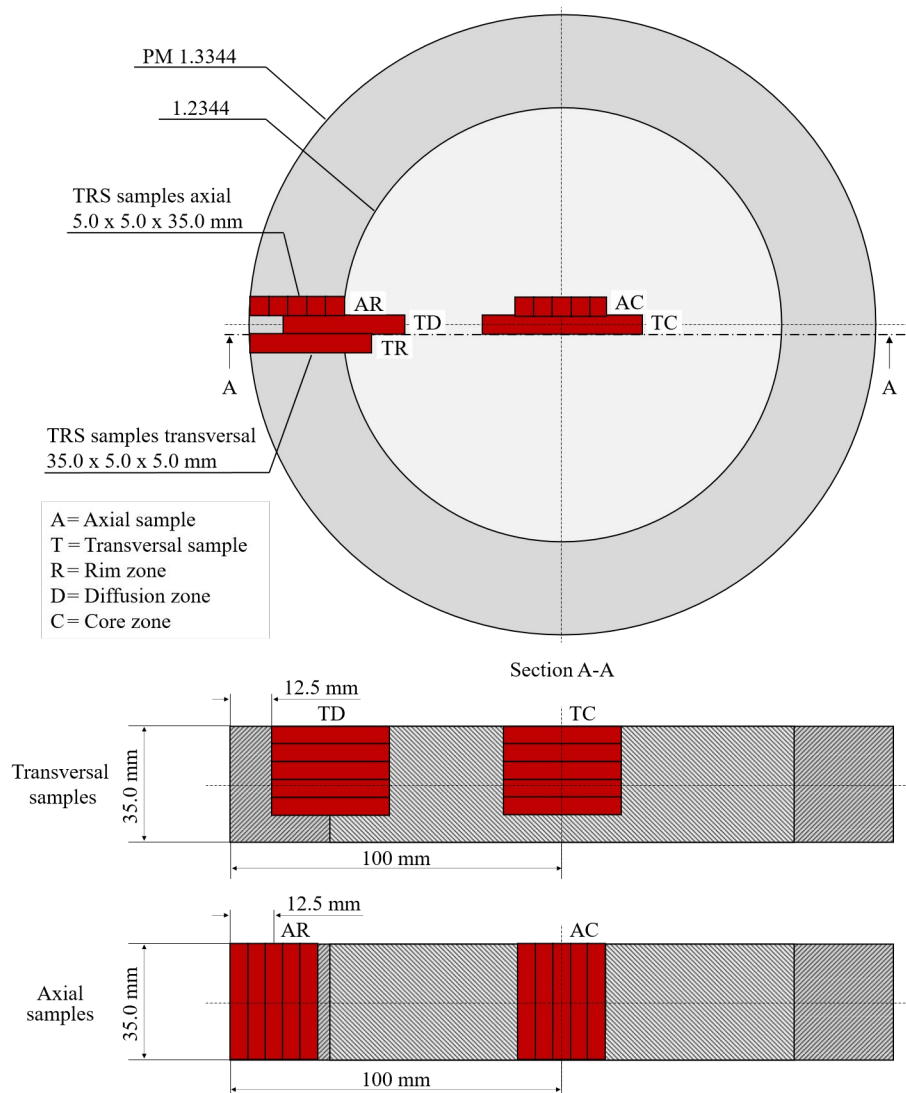 PM 1.3344
1.2344
TRS samples axial
5.0 x 5.0 x 35.0 mm
AR
AC
TD
TC
TR
A
A
TRS samples transversal
35.0 x 5.0 x 5.0 mm
A= Axial sample
T = Transversal sample
R= Rim zone
D= Diffusion zone
C= Core zone
Section A-A
12.5 mm
TD
TC
Transversal
samples
35.0 mm
100 mm
12.5 mm
AR
AC
Axial
samples
35.0 mm
100 mm